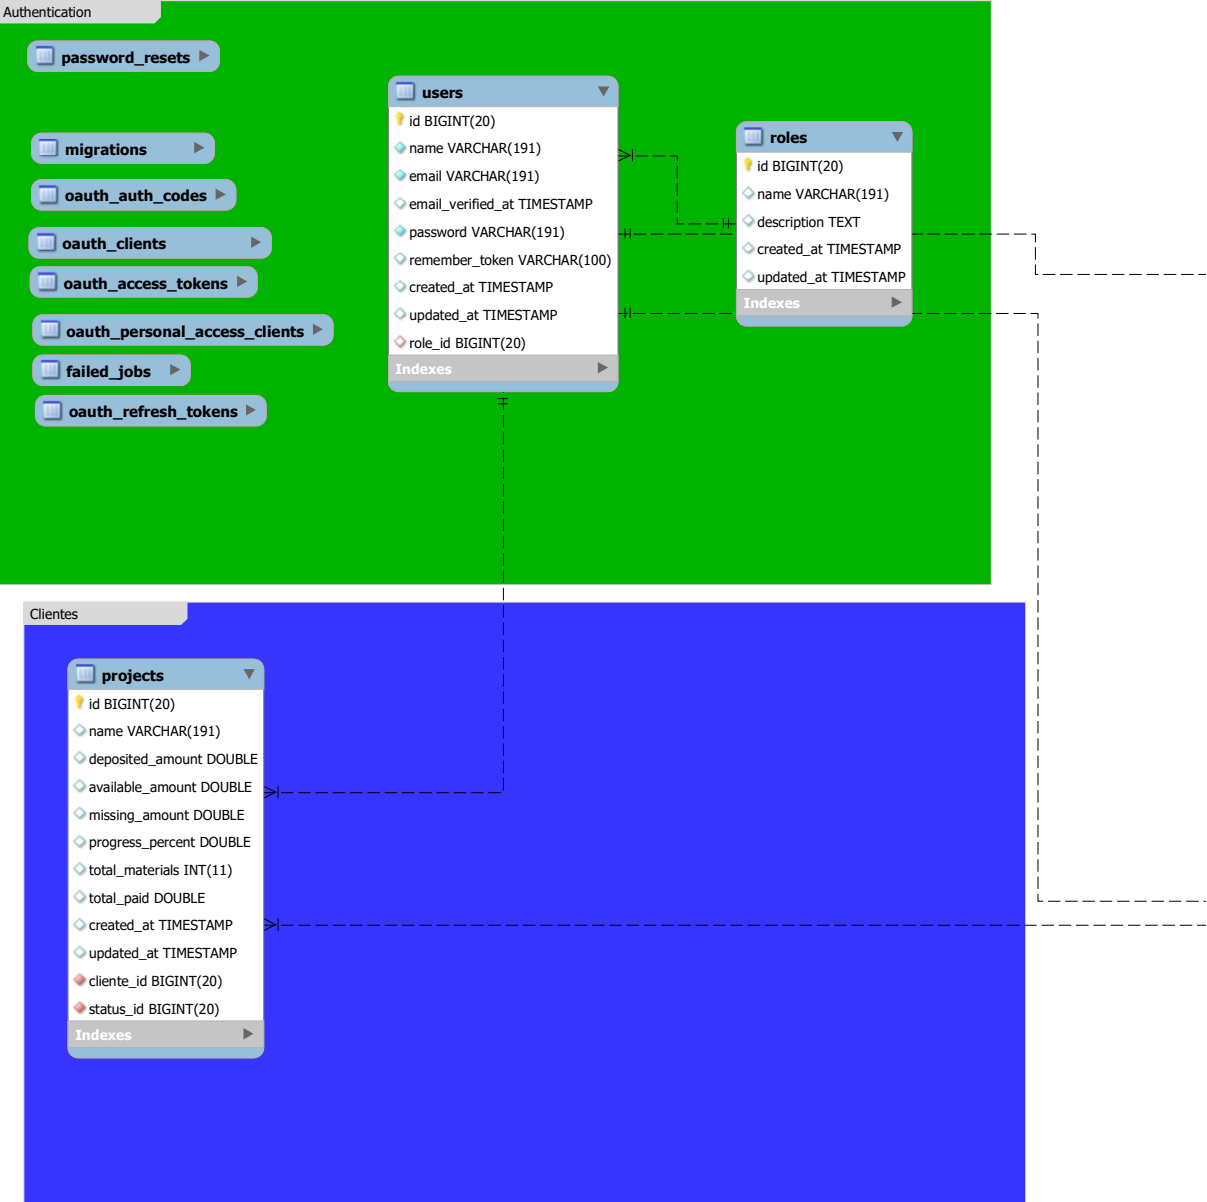 Authentication
password_resets
migrations
oauth_auth_codes
oauth_clients
oauth_access_tokens
oauth_personal_access_clients
failed_jobs
oauth_refresh_tokens
users
id BIGINT(20)
name VARCHAR(191)
email VARCHAR(191)
email_verified_at TIMESTAMP
password VARCHAR(191)
remember_token VARCHAR(100)
created_at TIMESTAMP
updated_at TIMESTAMP
role_id BIGINT(20)
Indexes
roles
id BIGINT(20)
name VARCHAR(191)
description TEXT
created_at TIMESTAMP
updated_at TIMESTAMP
Indexes
Clientes
projects
id BIGINT(20)
name VARCHAR(191)
deposited_amount DOUBLE
available_amount DOUBLE
missing_amount DOUBLE
progress_percent DOUBLE
total_materials INT(11)
total_paid DOUBLE
created_at TIMESTAMP
updated_at TIMESTAMP
cliente_id BIGINT(20)
status_id BIGINT(20)
Indexes